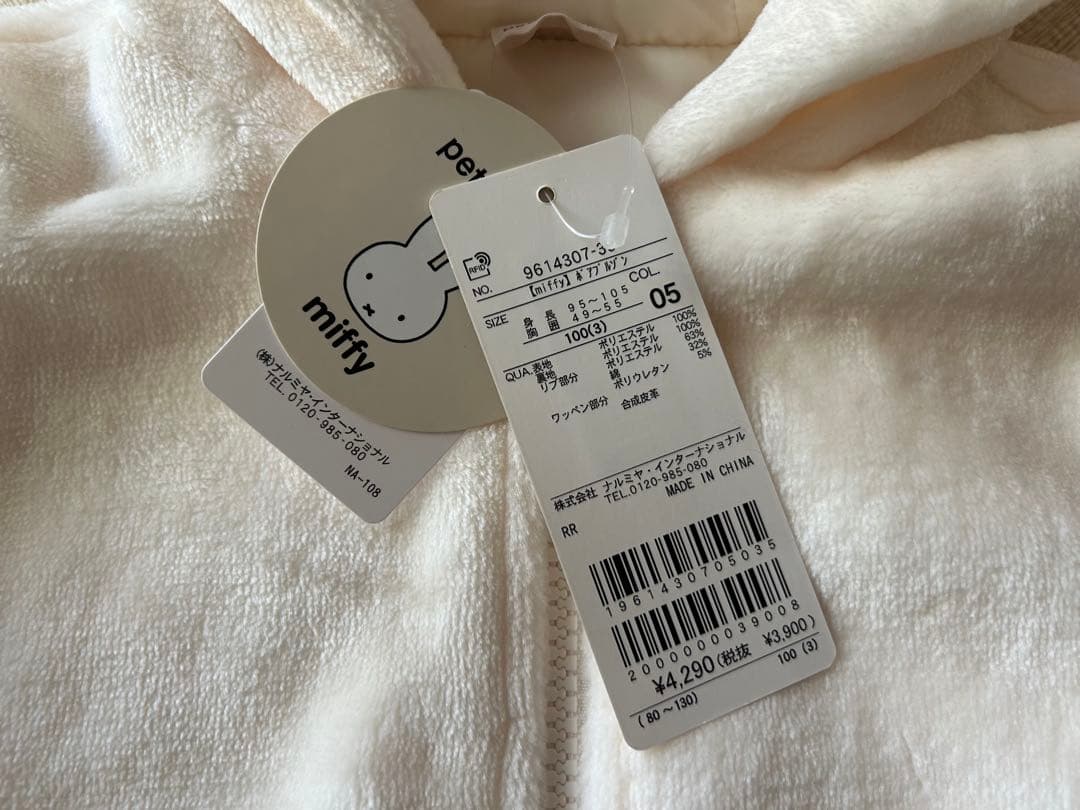 miffy
(株)ナルミヤ・インターナショナル
TEL.0120-985-080
NA-108
RFID
NO. 9614307-3
【miffy】ボアブルゾン
SIZE 身長 95～105 COL.
胸囲 49～55 05
100(3)
QUA. 表地 ポリエステル 100%
裏地 ポリエステル 100%
リブ部分 ポリエステル 63%
綿 32%
ポリウレタン 5%
ワッペン部分 合成皮革
株式会社 ナルミヤ・インターナショナル
TEL.0120-985-080
MADE IN CHINA
RR
1961430705035
2000000039008
¥4,290(税抜 ¥3,900)
(80～130) 100 (3)